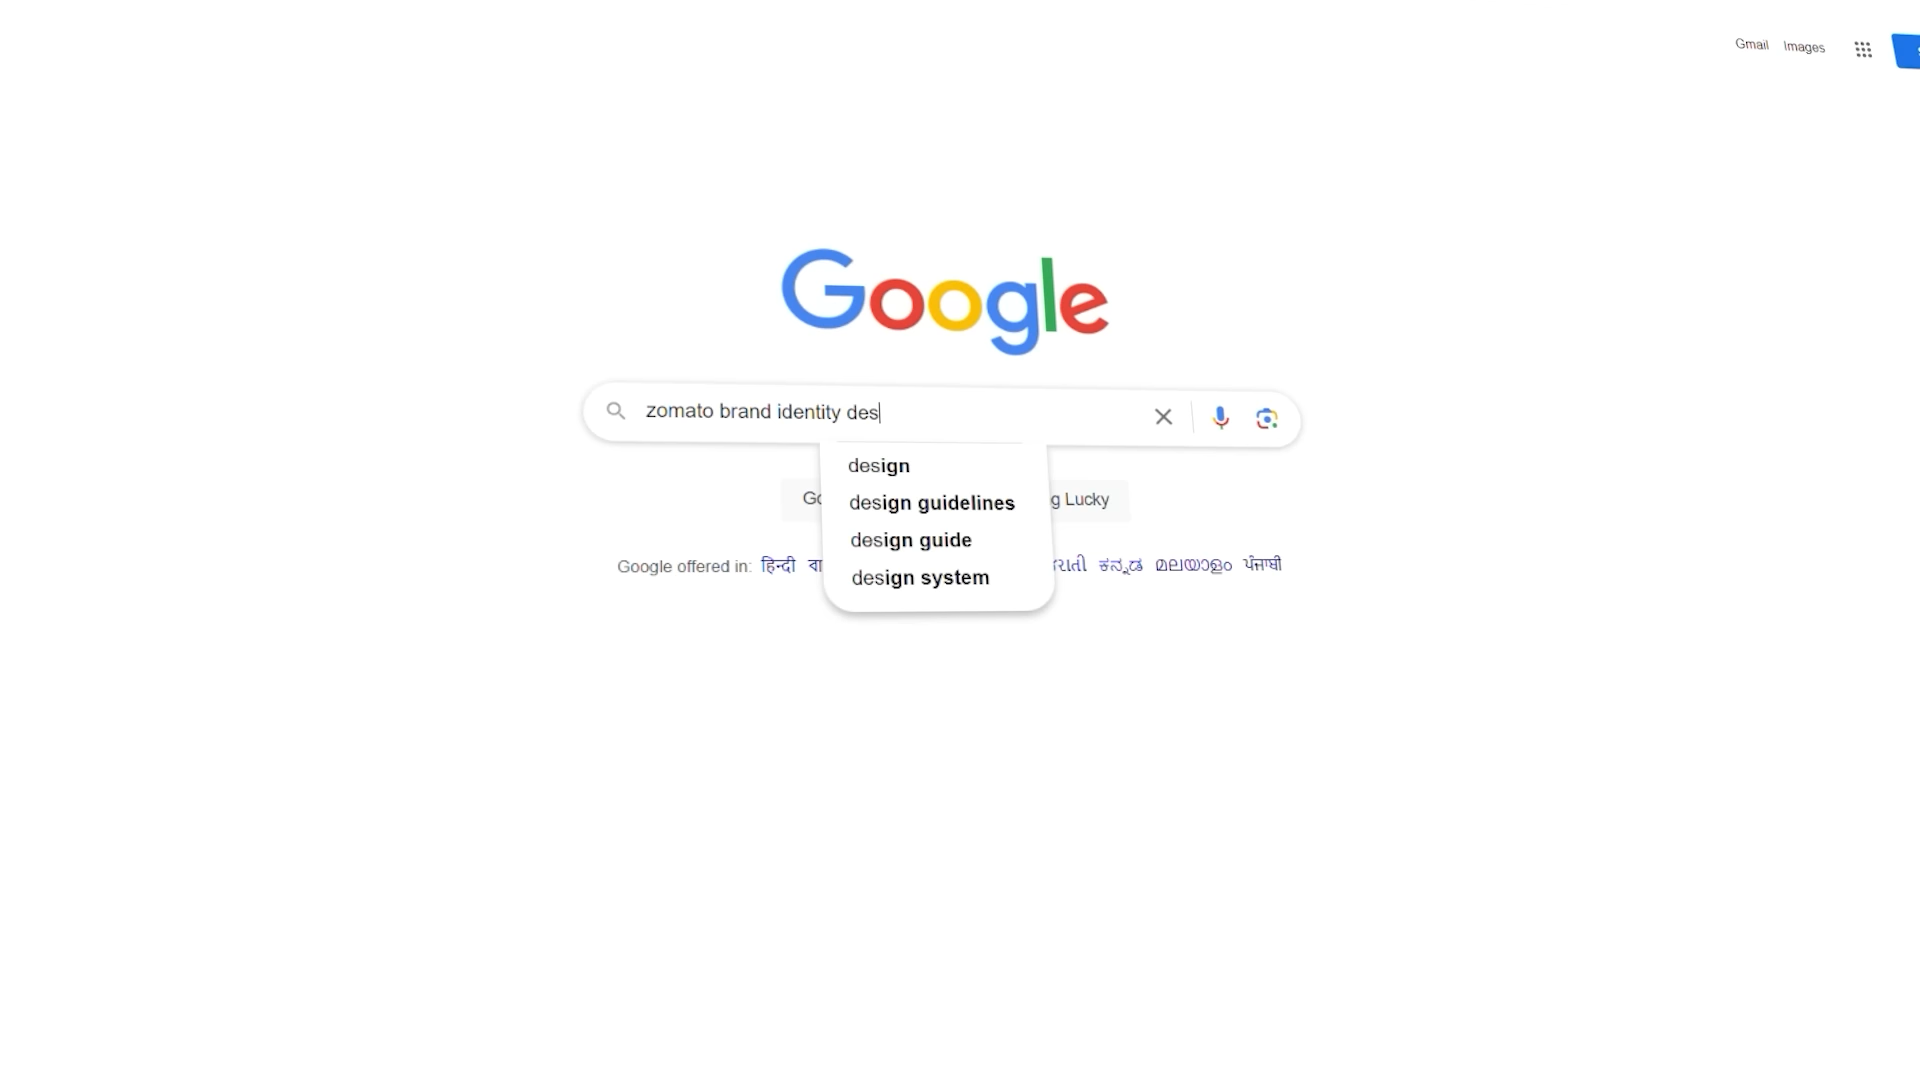 Gmail Images
Google
zomato brand identity des
design
design guidelines
design guide
design system
g Lucky
Google offered in: हिन्दी ಕನ್ನಡ മലയാളം ਪੰਜਾਬੀ